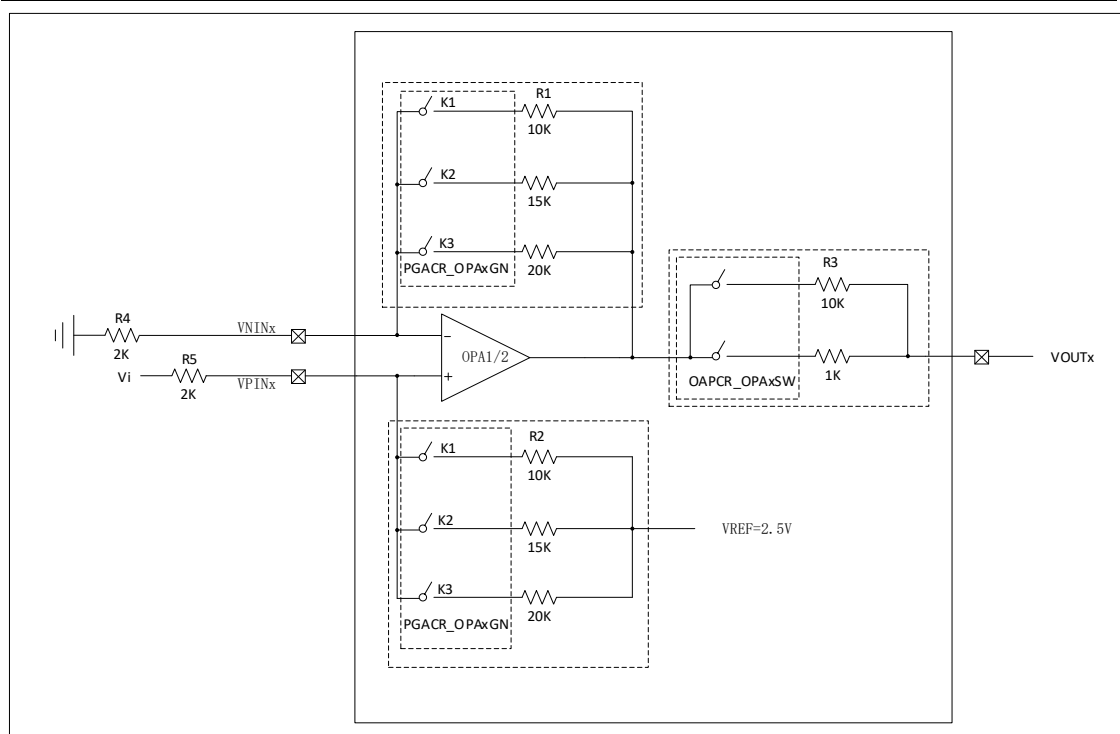 K1
R1
10K
K2
15K
K3
20K
PGACR_OPAxGN
R3
10K
R4
2K
VNINx
−
OPA1/2
Vi
R5
2K
VPINx
+
1K
OAPCR_OPAxSW
VOUTx
K1
R2
10K
K2
15K
VREF=2.5V
K3
20K
PGACR_OPAxGN